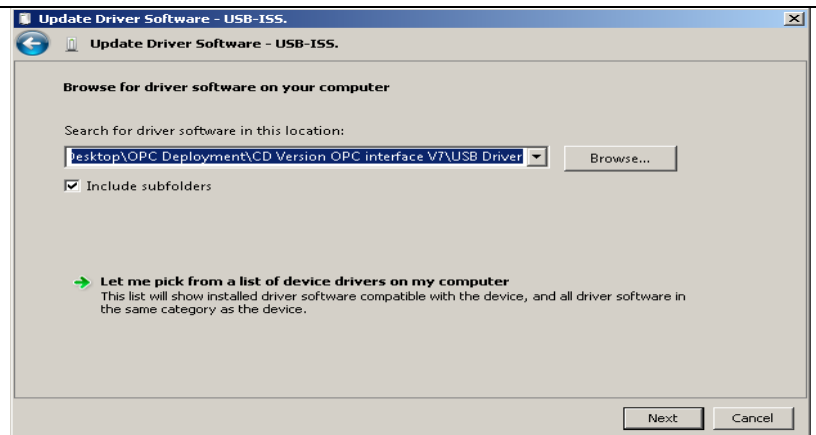 Update Driver Software - USB-ISS.
Update Driver Software - USB-ISS.
Browse for driver software on your computer
Search for driver software in this location:
Desktop\OPC Deployment\CD Version OPC interface V7\USB Driver
Browse...
Include subfolders
Let me pick from a list of device drivers on my computer
This list will show installed driver software compatible with the device, and all driver software in
the same category as the device.
Next
Cancel